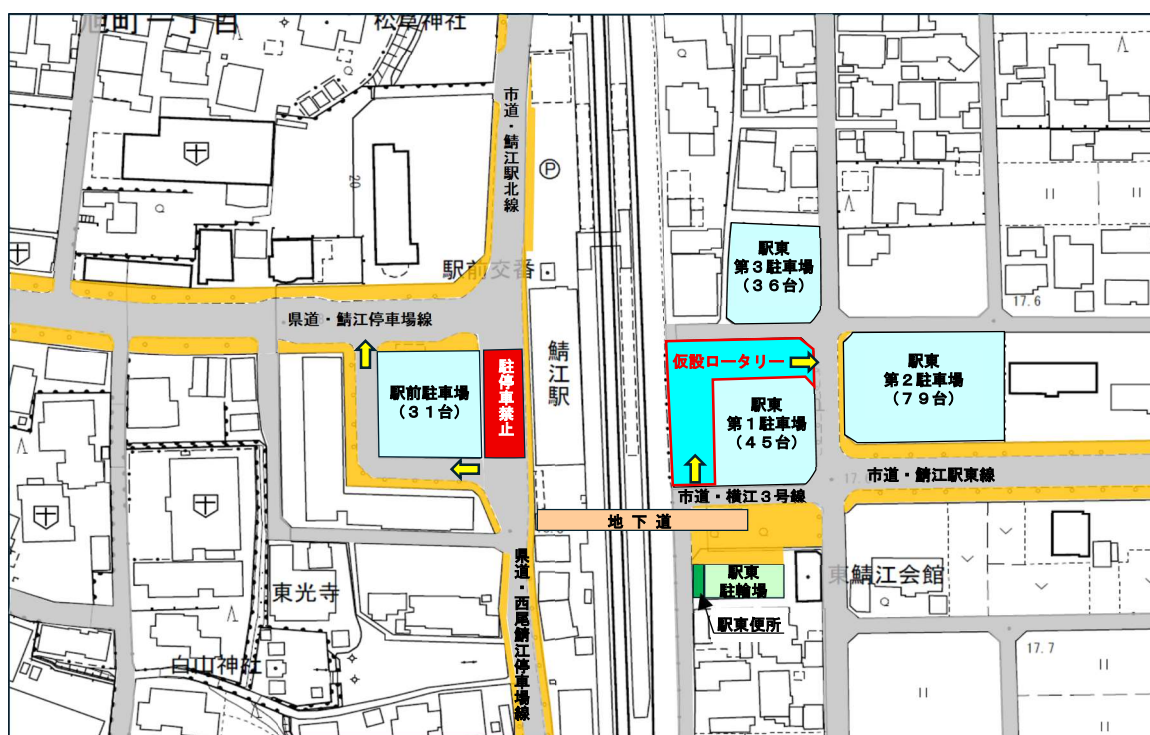 旭町一丁目
松阜神社
市道・鯖江駅北線
20
Ⓟ
駅前交番
県道・鯖江停車場線
駅前駐車場
（３１台）
駐停車禁止
鯖江駅
駅東
第３駐車場
（３６台）
17.6
仮設ロータリー
駅東
第１駐車場
（４５台）
駅東
第２駐車場
（７９台）
市道・鯖江駅東線
市道・横江３号線
地下道
駅東
駐輪場
駅東便所
東鯖江会館
県道・西尾鯖江停車場線
東光寺
白山神社
17.7